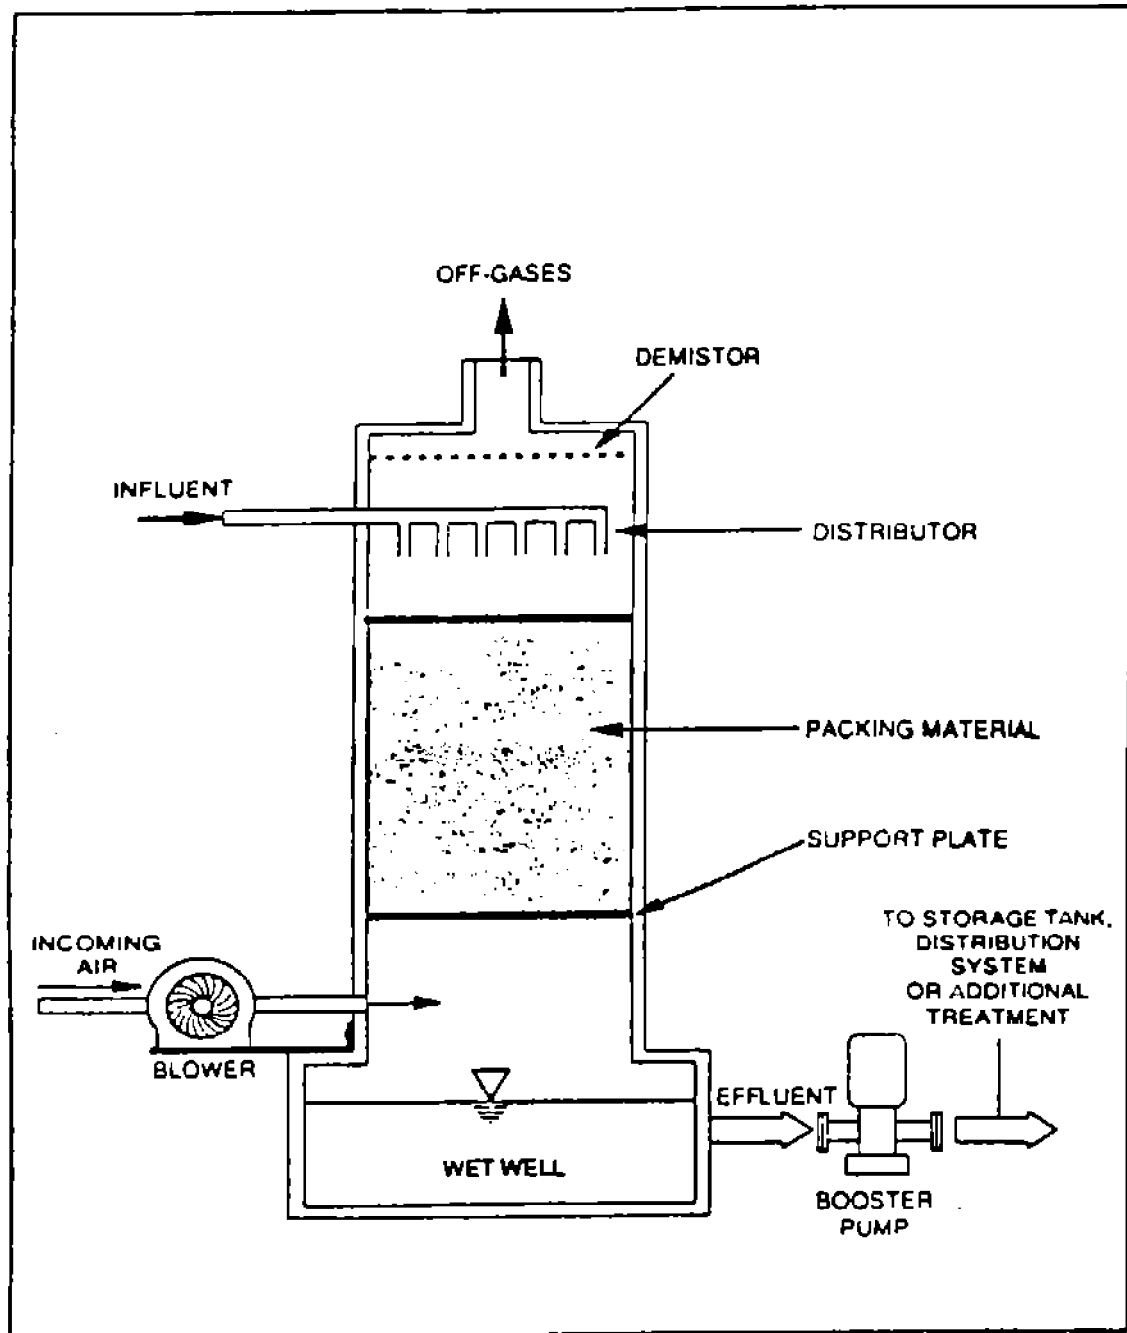 OFF-GASES
DEMISTOR
INFLUENT
DISTRIBUTOR
PACKING MATERIAL
SUPPORT PLATE
INCOMING
AIR
BLOWER
TO STORAGE TANK,
DISTRIBUTION
SYSTEM
OR ADDITIONAL
TREATMENT
EFFLUENT
WET WELL
BOOSTER
PUMP